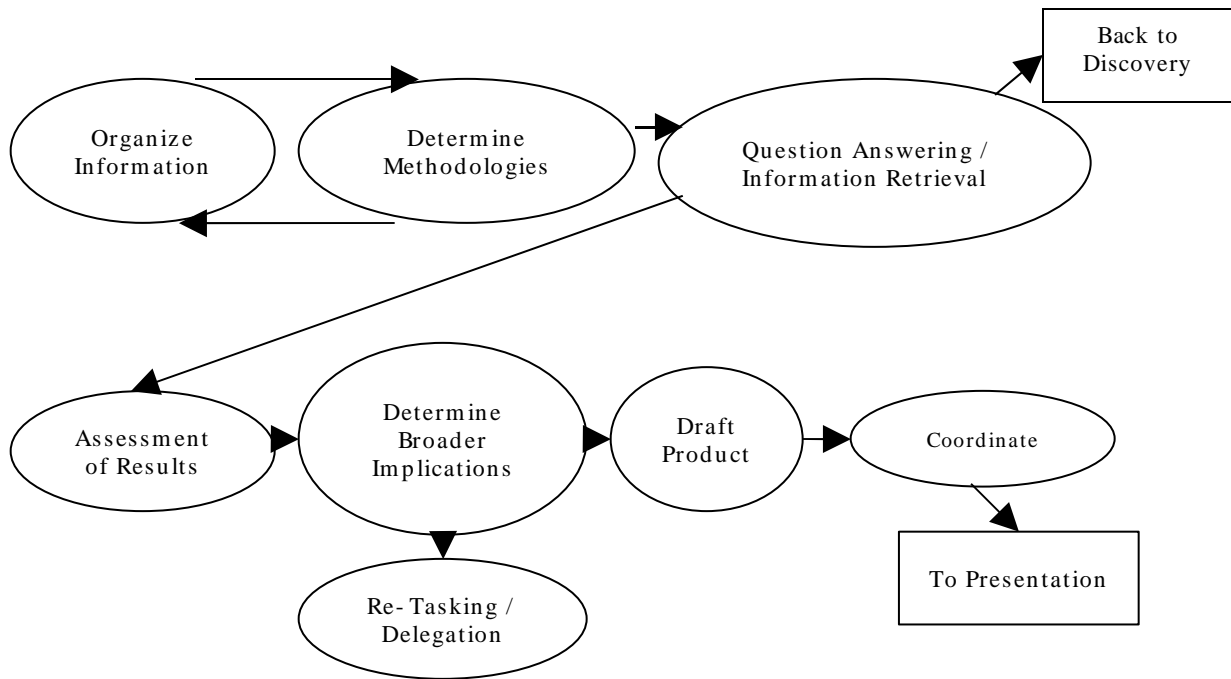 Back to
Discovery
Organize
Information
Determine
Methodologies
Question Answering /
Information Retrieval
Assessment
of Results
Determine
Broader
Implications
Draft
Product
Coordinate
Re- Tasking /
Delegation
To Presentation